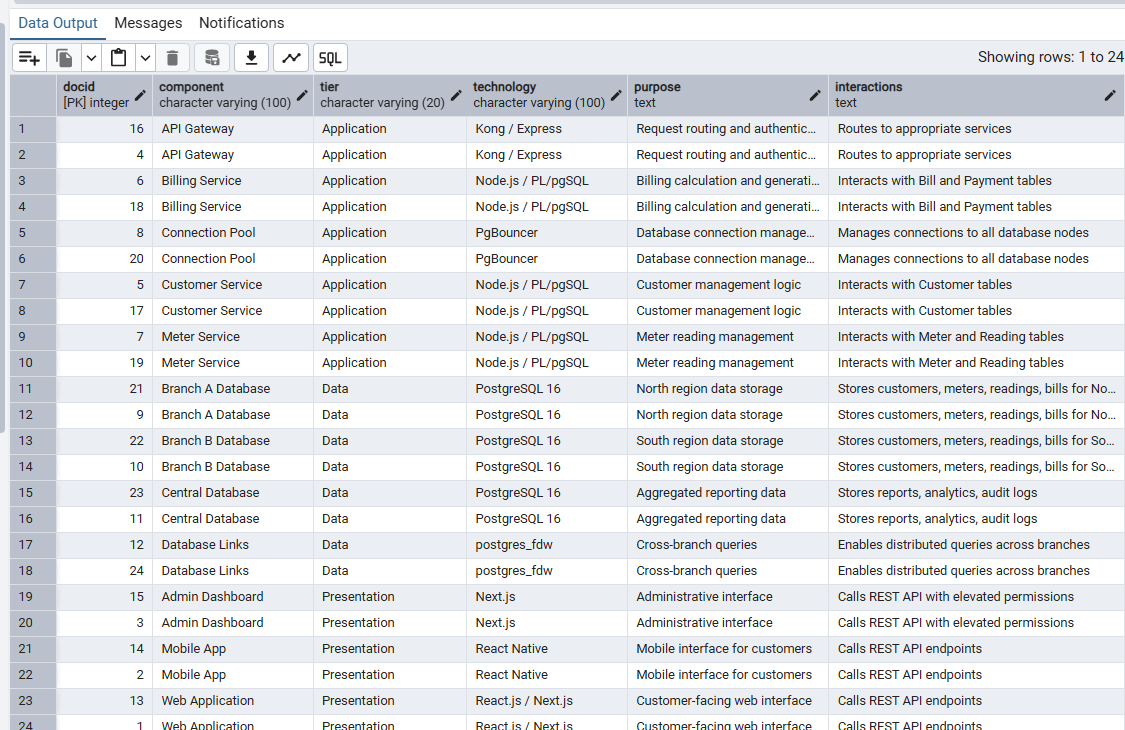 Data Output Messages Notifications
SQL Showing rows: 1 to 24
docid component tier technology purpose interactions
[PK] integer character varying (100) character varying (20) character varying (100) text text
1 16 API Gateway Application Kong / Express Request routing and authentic... Routes to appropriate services
2 4 API Gateway Application Kong / Express Request routing and authentic... Routes to appropriate services
3 6 Billing Service Application Node.js / PL/pgSQL Billing calculation and generati... Interacts with Bill and Payment tables
4 18 Billing Service Application Node.js / PL/pgSQL Billing calculation and generati... Interacts with Bill and Payment tables
5 8 Connection Pool Application PgBouncer Database connection manage... Manages connections to all database nodes
6 20 Connection Pool Application PgBouncer Database connection manage... Manages connections to all database nodes
7 5 Customer Service Application Node.js / PL/pgSQL Customer management logic Interacts with Customer tables
8 17 Customer Service Application Node.js / PL/pgSQL Customer management logic Interacts with Customer tables
9 7 Meter Service Application Node.js / PL/pgSQL Meter reading management Interacts with Meter and Reading tables
10 19 Meter Service Application Node.js / PL/pgSQL Meter reading management Interacts with Meter and Reading tables
11 21 Branch A Database Data PostgreSQL 16 North region data storage Stores customers, meters, readings, bills for No...
12 9 Branch A Database Data PostgreSQL 16 North region data storage Stores customers, meters, readings, bills for No...
13 22 Branch B Database Data PostgreSQL 16 South region data storage Stores customers, meters, readings, bills for So...
14 10 Branch B Database Data PostgreSQL 16 South region data storage Stores customers, meters, readings, bills for So...
15 23 Central Database Data PostgreSQL 16 Aggregated reporting data Stores reports, analytics, audit logs
16 11 Central Database Data PostgreSQL 16 Aggregated reporting data Stores reports, analytics, audit logs
17 12 Database Links Data postgres_fdw Cross-branch queries Enables distributed queries across branches
18 24 Database Links Data postgres_fdw Cross-branch queries Enables distributed queries across branches
19 15 Admin Dashboard Presentation Next.js Administrative interface Calls REST API with elevated permissions
20 3 Admin Dashboard Presentation Next.js Administrative interface Calls REST API with elevated permissions
21 14 Mobile App Presentation React Native Mobile interface for customers Calls REST API endpoints
22 2 Mobile App Presentation React Native Mobile interface for customers Calls REST API endpoints
23 13 Web Application Presentation React.js / Next.js Customer-facing web interface Calls REST API endpoints
24 1 Web Application Presentation React.js / Next.js Customer-facing web interface Calls REST API endpoints